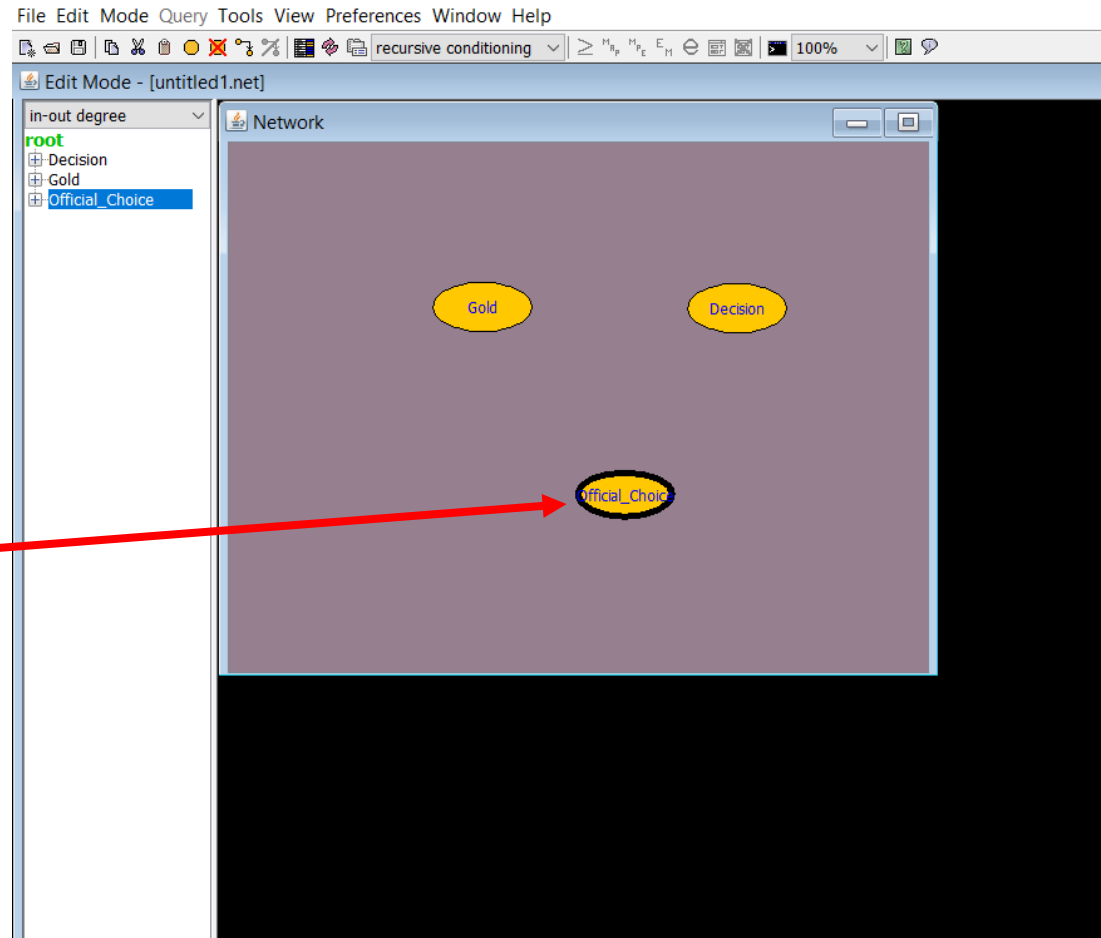 File Edit Mode Query Tools View Preferences Window Help
recursive conditioning 100%
Edit Mode - [untitled1.net]
in-out degree
Network
root
Decision
Gold
Official_Choice
Gold
Decision
Official_Choice